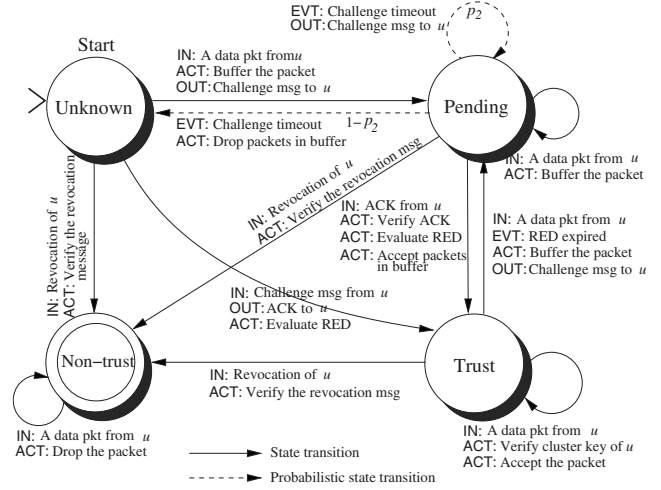 EVT: Challenge timeout
OUT: Challenge msg to u
p2
Start
Unknown
IN: A data pkt from u
ACT: Buffer the packet
OUT: Challenge msg to u
Pending
EVT: Challenge timeout
1−p2
ACT: Drop packets in buffer
IN: A data pkt from u
ACT: Buffer the packet
IN: Revocation of u
ACT: Verify the revocation msg
IN: Revocation of u
ACT: Verify the revocation
message
IN: ACK from u
ACT: Verify ACK
ACT: Evaluate RED
ACT: Accept packets
in buffer
IN: A data pkt from u
EVT: RED expired
ACT: Buffer the packet
OUT: Challenge msg to u
IN: Challenge msg from u
OUT: ACK to u
ACT: Evaluate RED
Non−trust
Trust
IN: Revocation of u
ACT: Verify the revocation msg
IN: A data pkt from u
ACT: Drop the packet
IN: A data pkt from u
ACT: Verify cluster key of u
ACT: Accept the packet
State transition
Probabilistic state transition